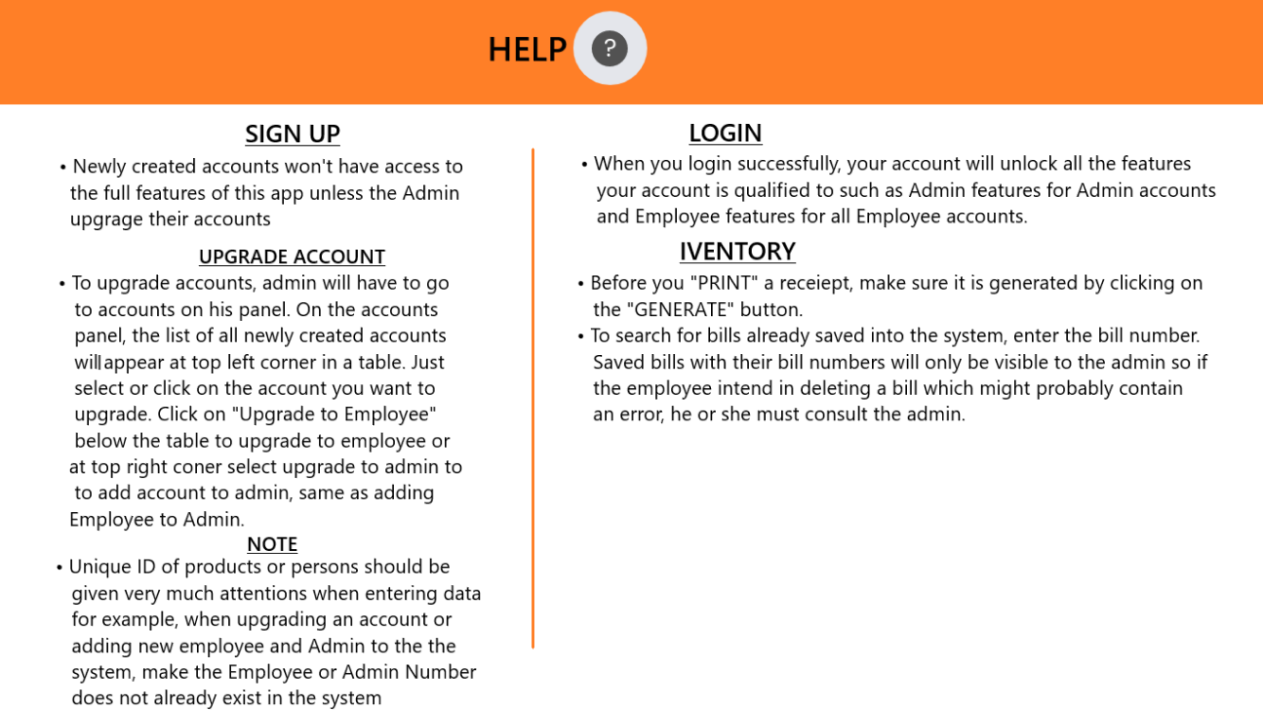 HELP ?
SIGN UP
• Newly created accounts won't have access to
the full features of this app unless the Admin
upgrage their accounts
UPGRADE ACCOUNT
• To upgrade accounts, admin will have to go
to accounts on his panel. On the accounts
panel, the list of all newly created accounts
will appear at top left corner in a table. Just
select or click on the account you want to
upgrade. Click on "Upgrade to Employee"
below the table to upgrade to employee or
at top right coner select upgrade to admin to
to add account to admin, same as adding
Employee to Admin.
NOTE
• Unique ID of products or persons should be
given very much attentions when entering data
for example, when upgrading an account or
adding new employee and Admin to the the
system, make the Employee or Admin Number
does not already exist in the system
LOGIN
• When you login successfully, your account will unlock all the features
your account is qualified to such as Admin features for Admin accounts
and Employee features for all Employee accounts.
IVENTORY
• Before you "PRINT" a receiept, make sure it is generated by clicking on
the "GENERATE" button.
• To search for bills already saved into the system, enter the bill number.
Saved bills with their bill numbers will only be visible to the admin so if
the employee intend in deleting a bill which might probably contain
an error, he or she must consult the admin.